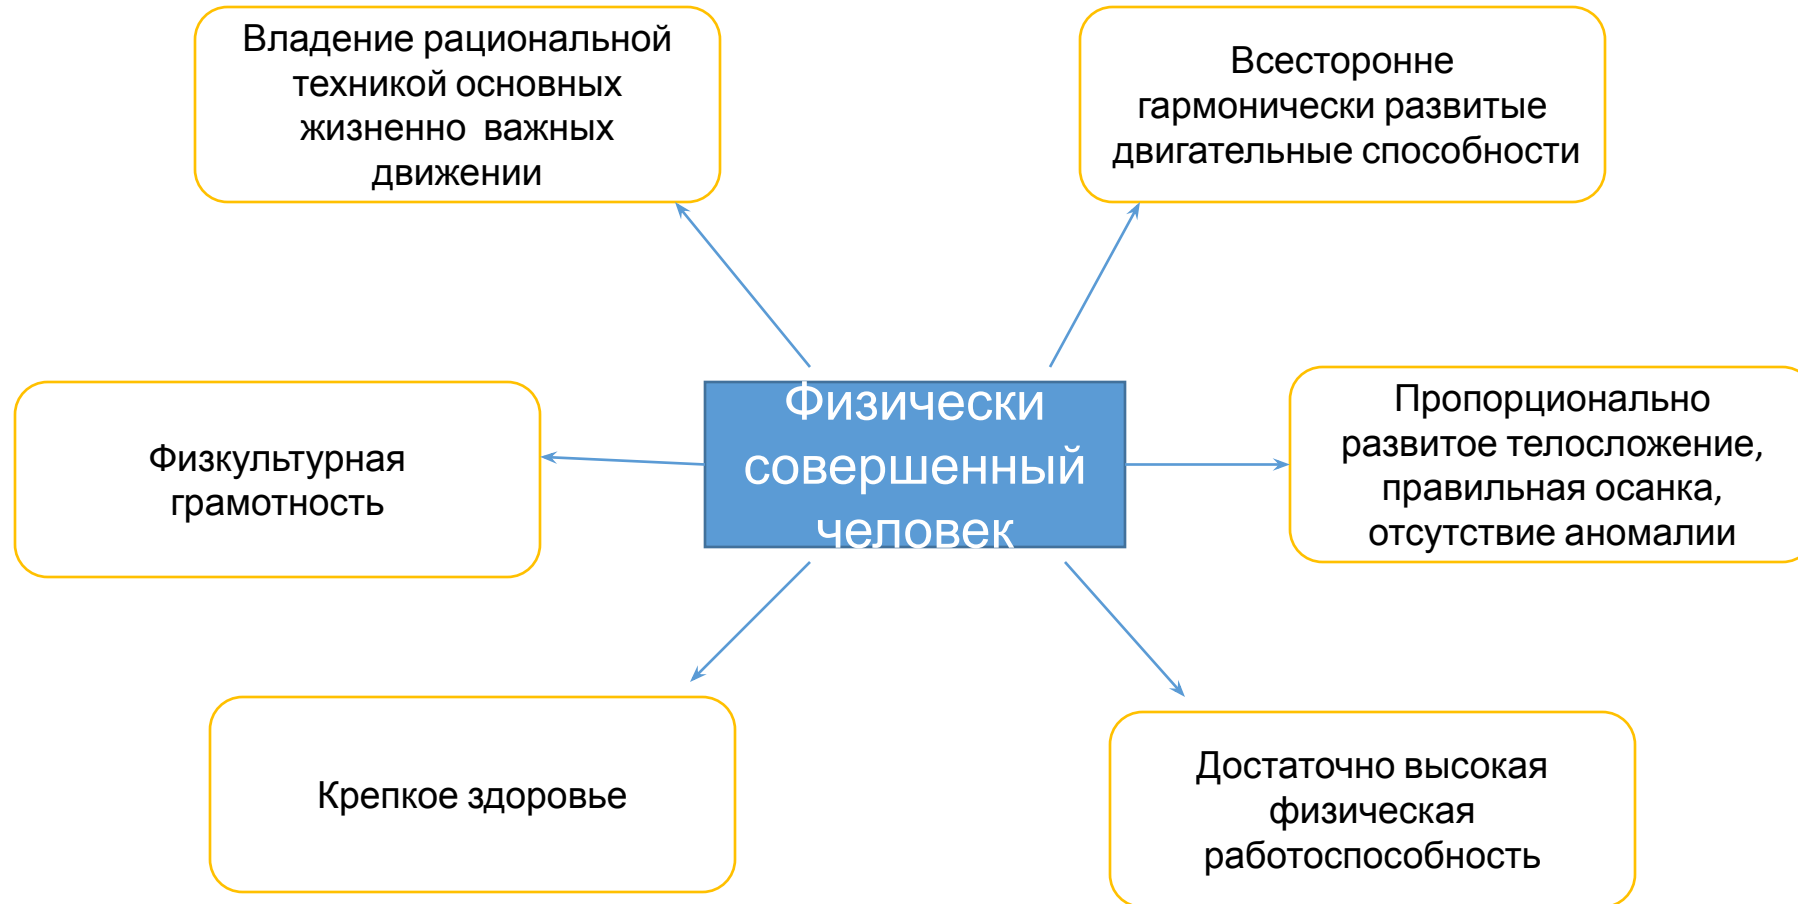 Владение рациональной
техникой основных
жизненно  важных
движении
Всесторонне
гармонически развитые
двигательные способности
Физически
совершенный
человек
Физкультурная
грамотность
Пропорционально
развитое телосложение,
правильная осанка,
отсутствие аномалии
Крепкое здоровье
Достаточно высокая
физическая
работоспособность